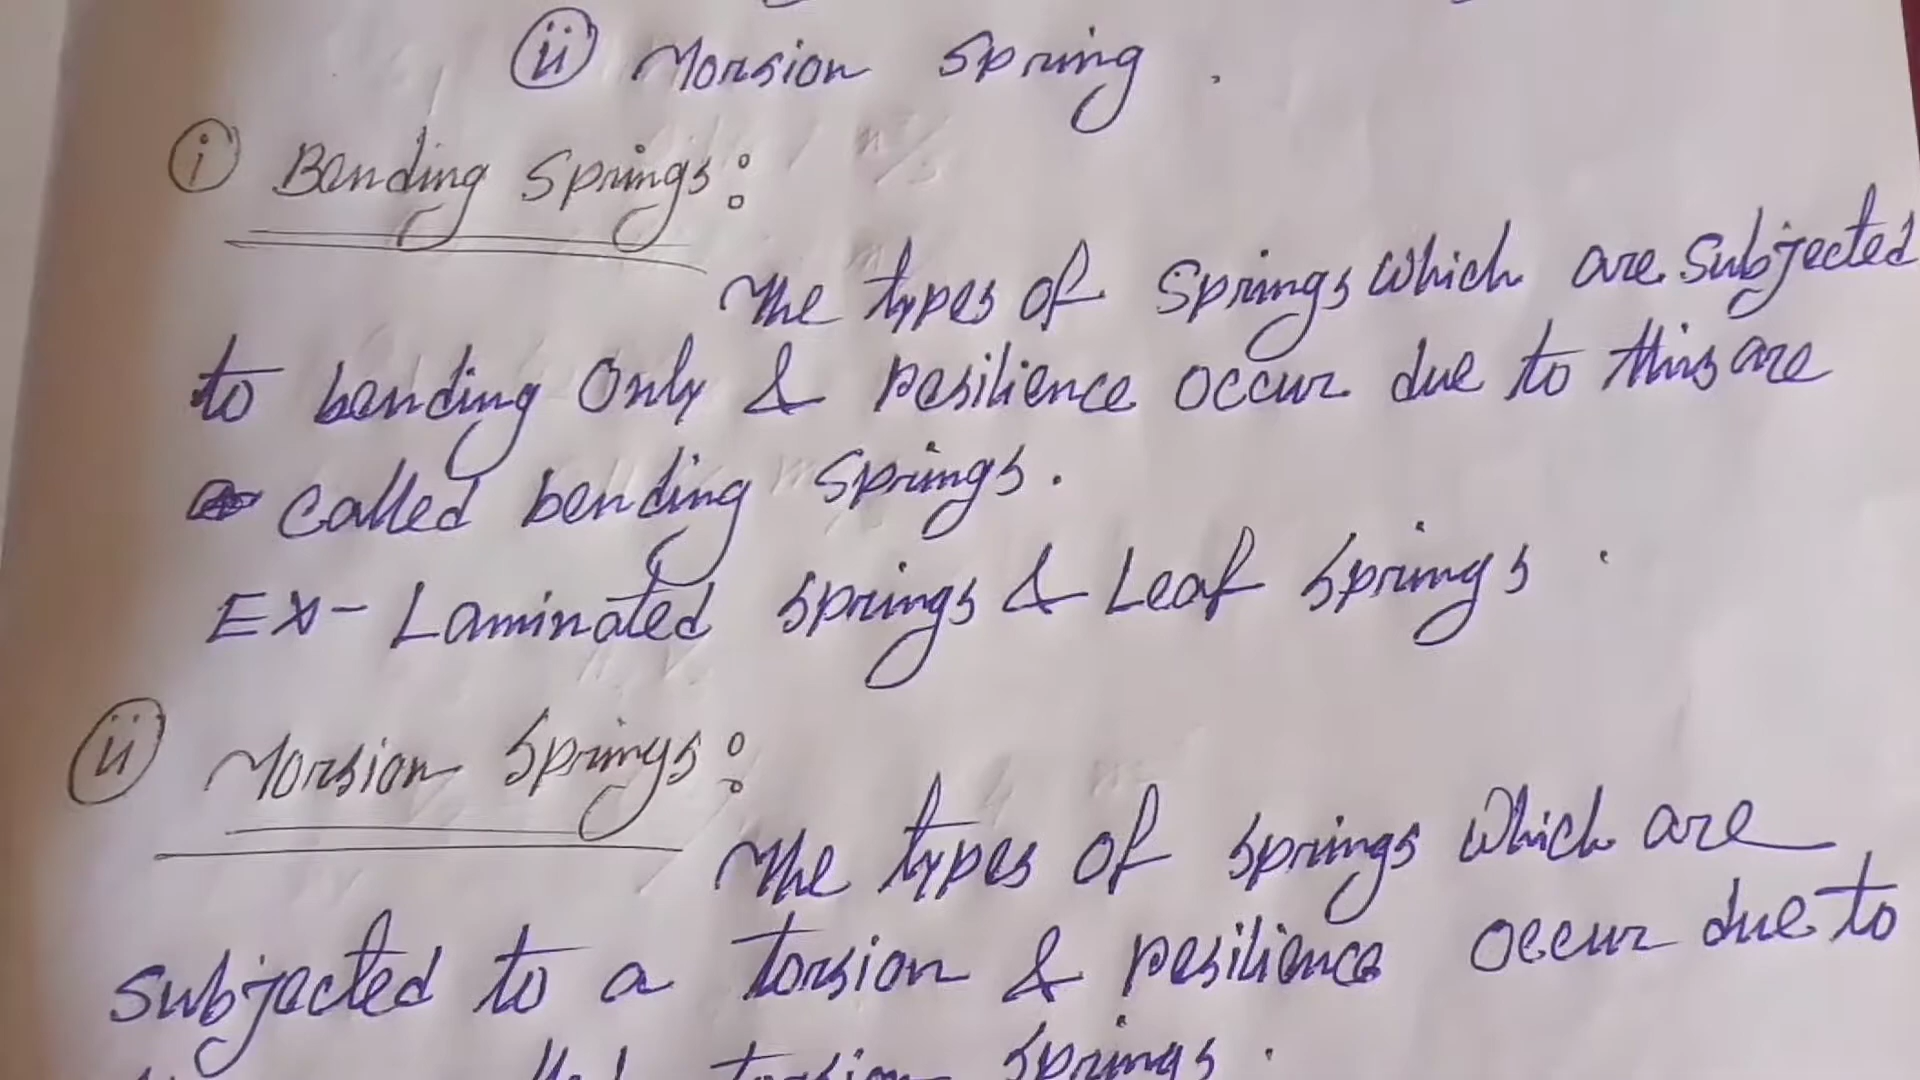 (ii) Torsion Spring.
(i) Bending Springs:
The types of Springs which are subjected
to bending Only & resilience occur due to this are
called bending springs.
EX- Laminated springs & Leaf springs.
(ii) Torsion Springs:
The types of springs which are
subjected to a torsion & resilience occur due to
torsion springs.